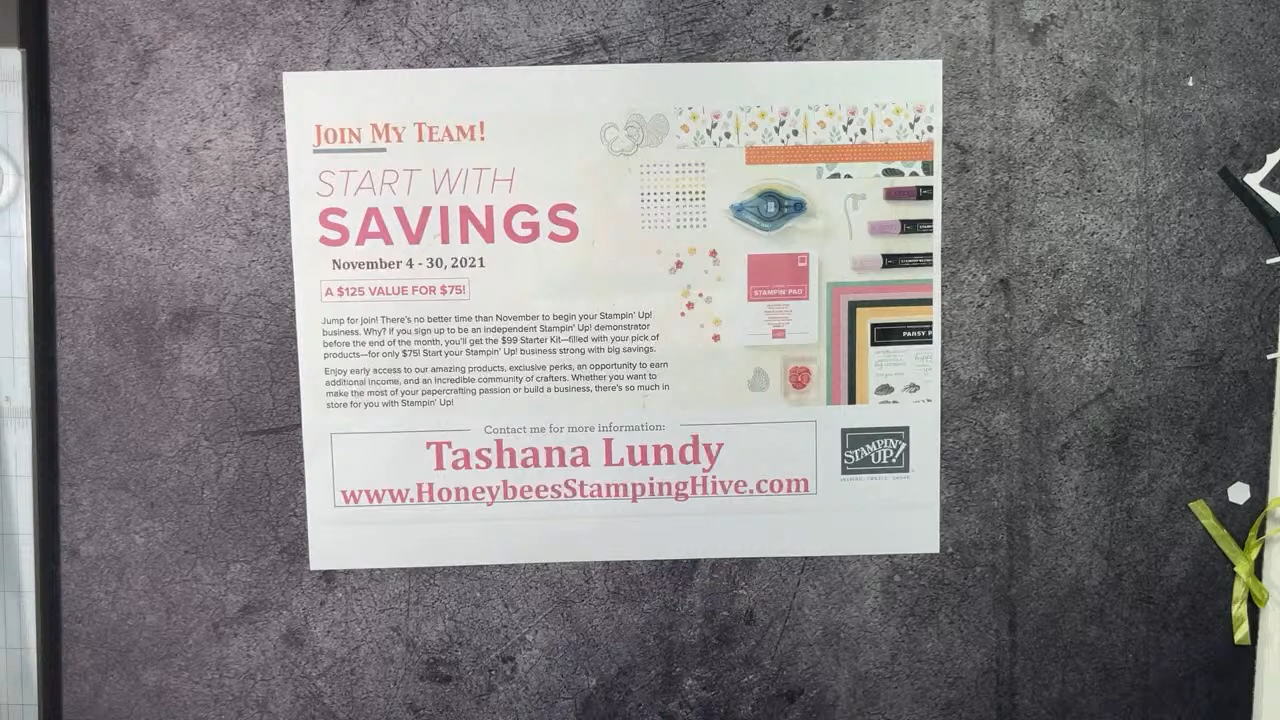 JOIN MY TEAM!
START WITH
SAVINGS
November 4 - 30, 2021
A $125 VALUE FOR $75!
Jump for join! There's no better time than November to begin your Stampin' Up!
business. Why? If you sign up to be an independent Stampin' Up! demonstrator
before the end of the month, you'll get the $99 Starter Kit—filled with your pick of
products—for only $75! Start your Stampin' Up! business strong with big savings.
Enjoy early access to our amazing products, exclusive perks, an opportunity to earn
additional income, and an incredible community of crafters. Whether you want to
make the most of your papercrafting passion or build a business, there's so much in
store for you with Stampin' Up!
STAMPIN' PAD
PANSY P
Contact me for more information:
Tashana Lundy
www.HoneybeesStampingHive.com
STAMPIN' UP!